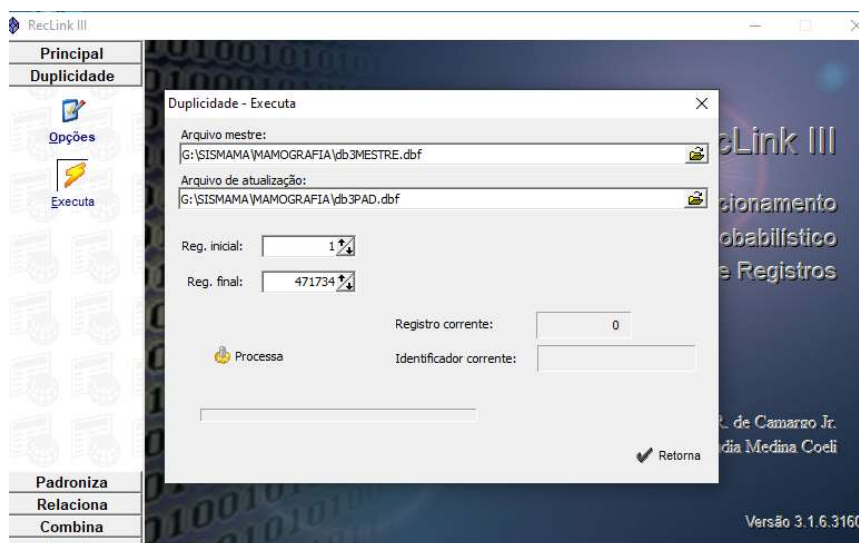 RecLink III
Principal
Duplicidade
Opções
Executa
Padroniza
Relaciona
Combina
Duplicidade - Executa
Arquivo mestre:
G:\SISMAMA\MAMOGRAFIA\db3MESTRE.dbf
Arquivo de atualização:
G:\SISMAMA\MAMOGRAFIA\db3PAD.dbf
Reg. inicial: 1
Reg. final: 471734
Registro corrente: 0
Processa
Identificador corrente:
Retorna
cLink III
cionamento
obabilístico
e Registros
R. de Camargo Jr.
dia Medina Coeli
Versão 3.1.6.3160